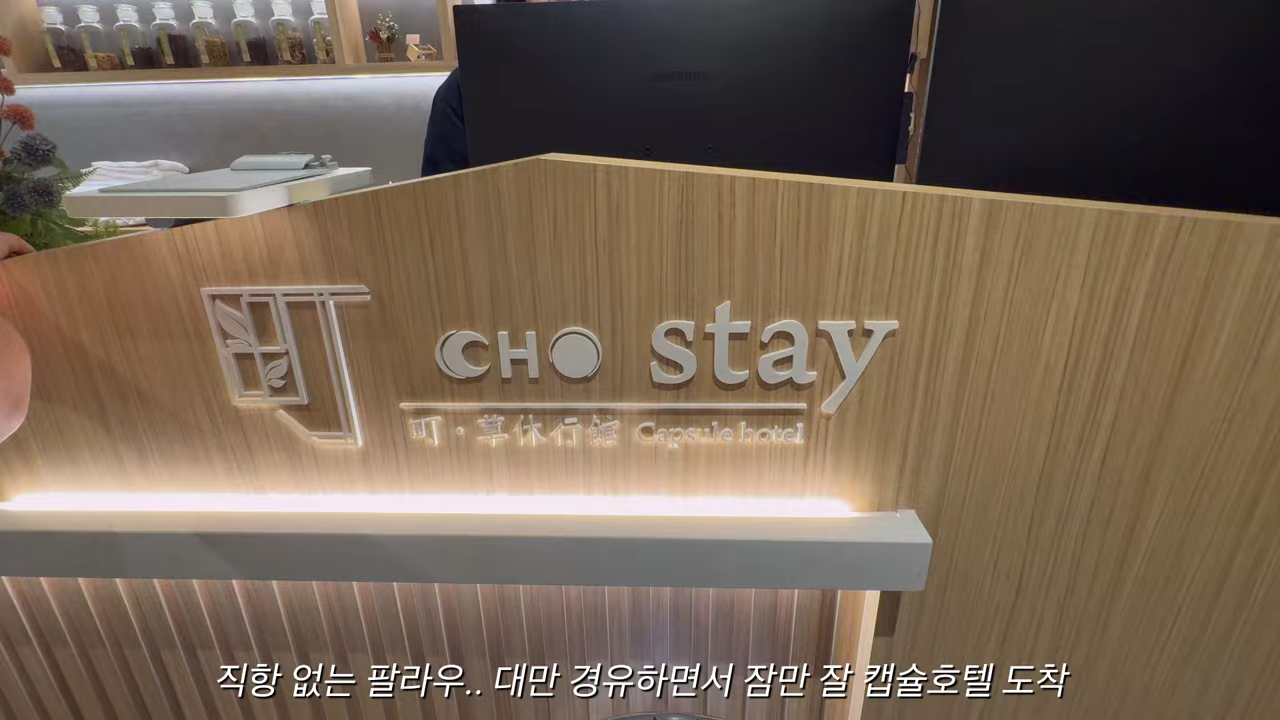 町 CHO stay
町·草休行館 Capsule hotel
직항 없는 팔라우.. 대만 경유하면서 잠만 잘 캡슐호텔 도착